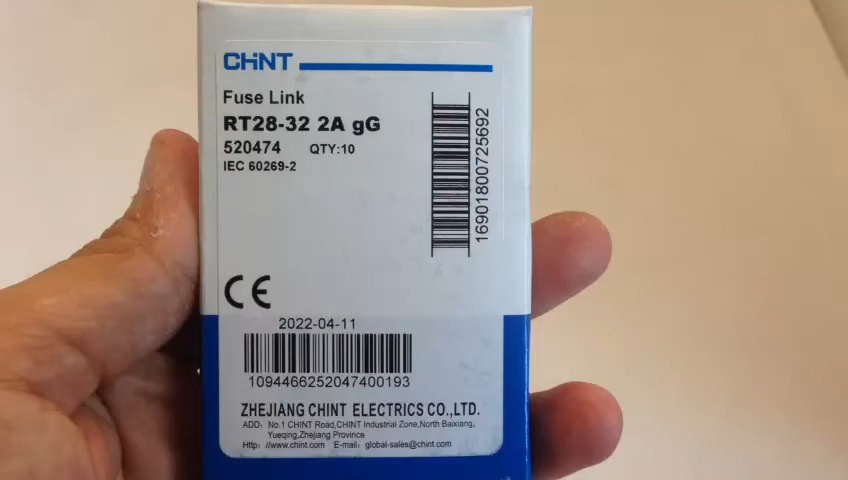 CHNT
Fuse Link
RT28-32 2A gG
520474 QTY:10
IEC 60269-2
16901800725692
CE
2022-04-11
1094466252047400193
ZHEJIANG CHINT ELECTRICS CO.,LTD.
ADD: No.1 CHINT Road,CHINT Industrial Zone,North Baixiang,
Yueqing,Zhejiang Province
Http: //www.chint.com E-mail: global-sales@chint.com